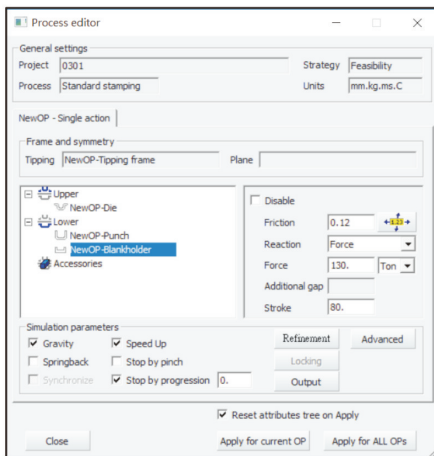 Process editor
General settings
Project 0301 Strategy Feasibility
Process Standard stamping Units mm.kg.ms.C
NewOP - Single action
Frame and symmetry
Tipping NewOP-Tipping frame Plane
Upper
NewOP-Die
Lower
NewOP-Punch
NewOP-Blankholder
Accessories
Disable
Friction 0.12 1.23
Reaction Force
Force 130. Ton
Additional gap
Stroke 80.
Simulation parameters
Gravity Speed Up Refinement Advanced
Springback Stop by pinch Locking
Synchronize Stop by progression 0. Output
Reset attributes tree on Apply
Close Apply for current OP Apply for ALL OPs